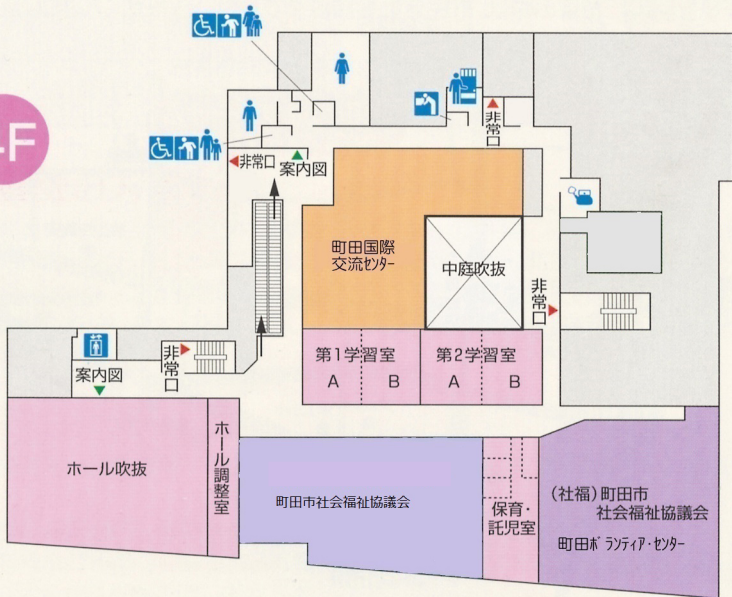 F
非常口
非常口
案内図
町田国際
交流センター
中庭吹抜
非常口
第1学習室
A
B
第2学習室
A
B
非常口
案内図
ホール吹抜
ホール調整室
町田市社会福祉協議会
保育・
託児室
(社福)町田市
社会福祉協議会
町田ボランティア・センター